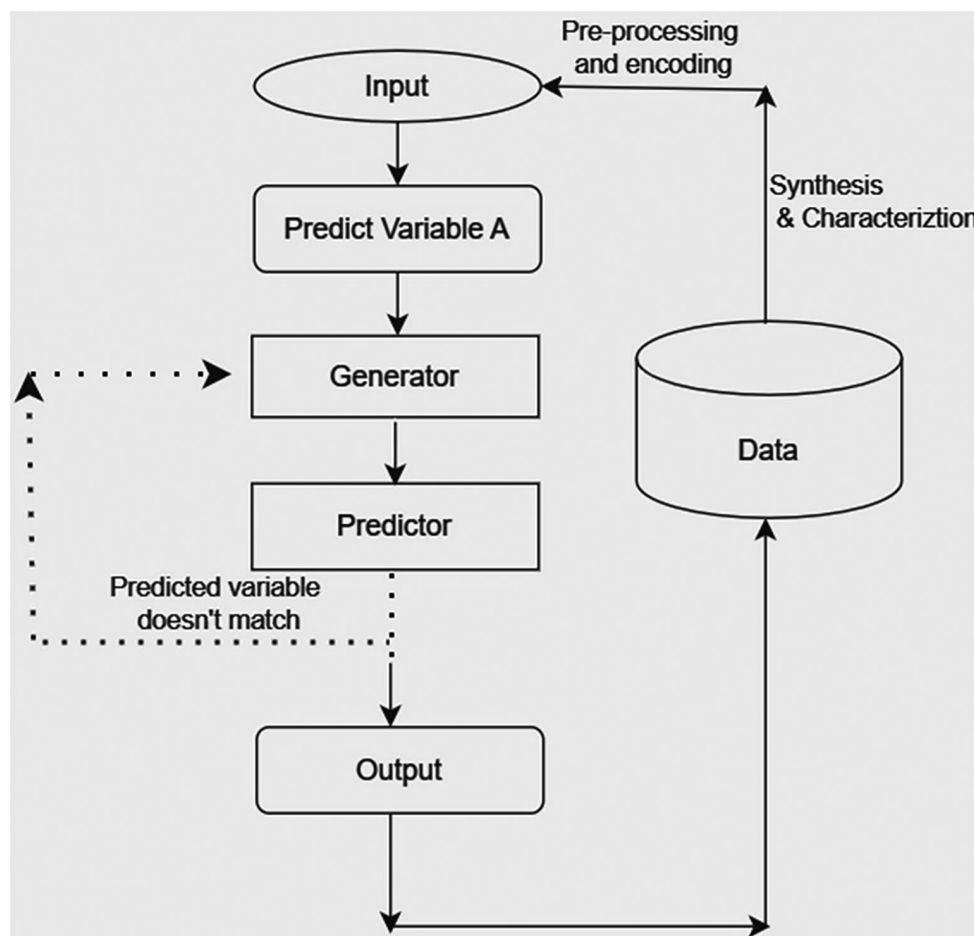 Pre-processing
and encoding
Input
Synthesis
& Characteriztion
Predict Variable A
Generator
Data
Predictor
Predicted variable
doesn't match
Output